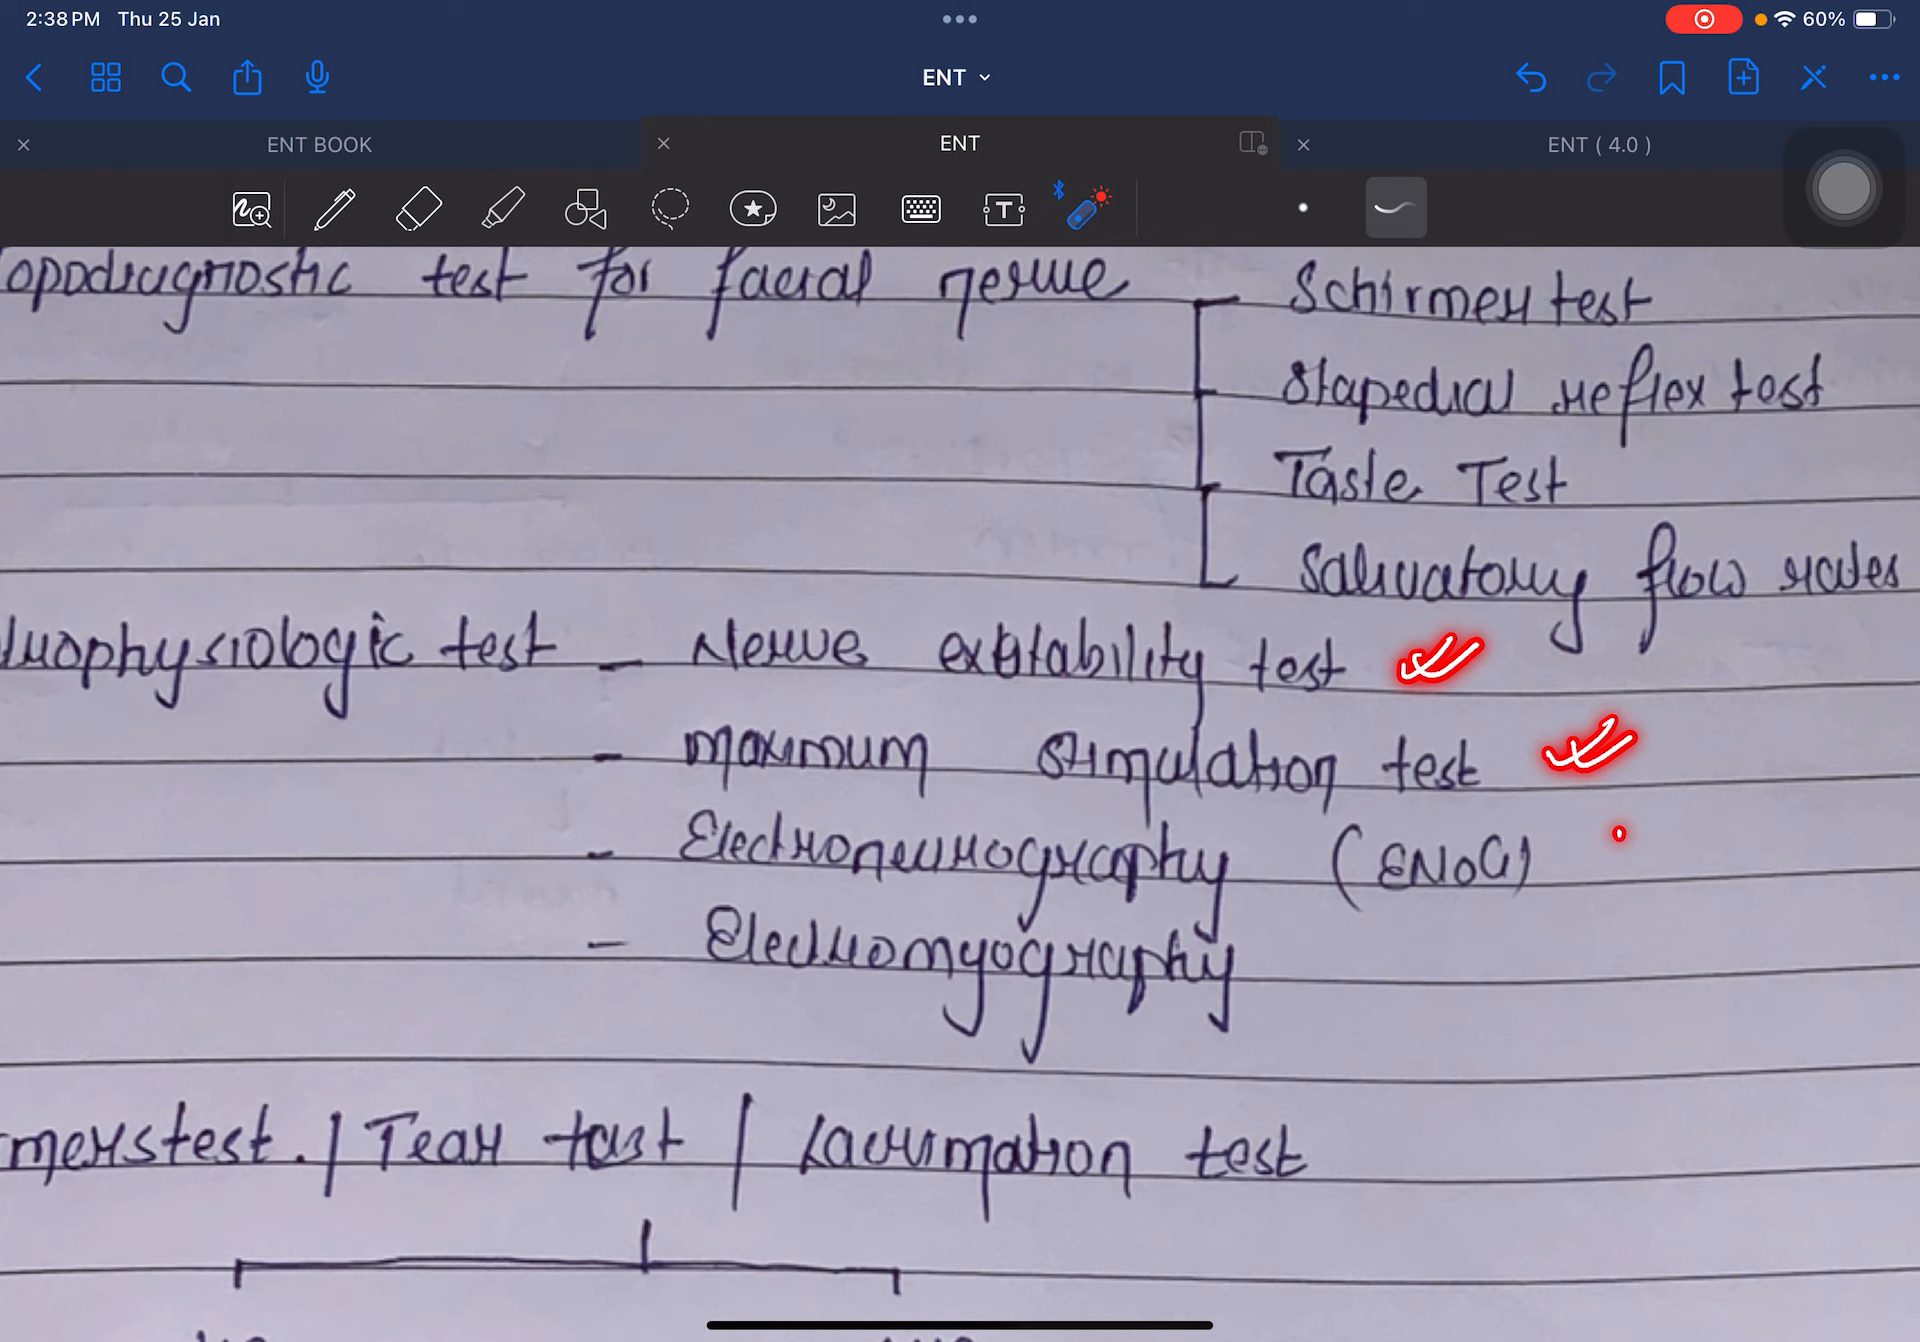 2:38 PM Thu 25 Jan
60%
ENT
ENT BOOK
ENT
ENT ( 4.0 )
opodiagnostic test for facial nerve
Schirmer test
Stapedial reflex test
Taste Test
Salivatory flow rates
trophysiologic test - Nerve exitability test
- maximum stimulation test
- Electroneurography (ENoG)
- Electromyography
merstest. / Tear test / Lacrimation test